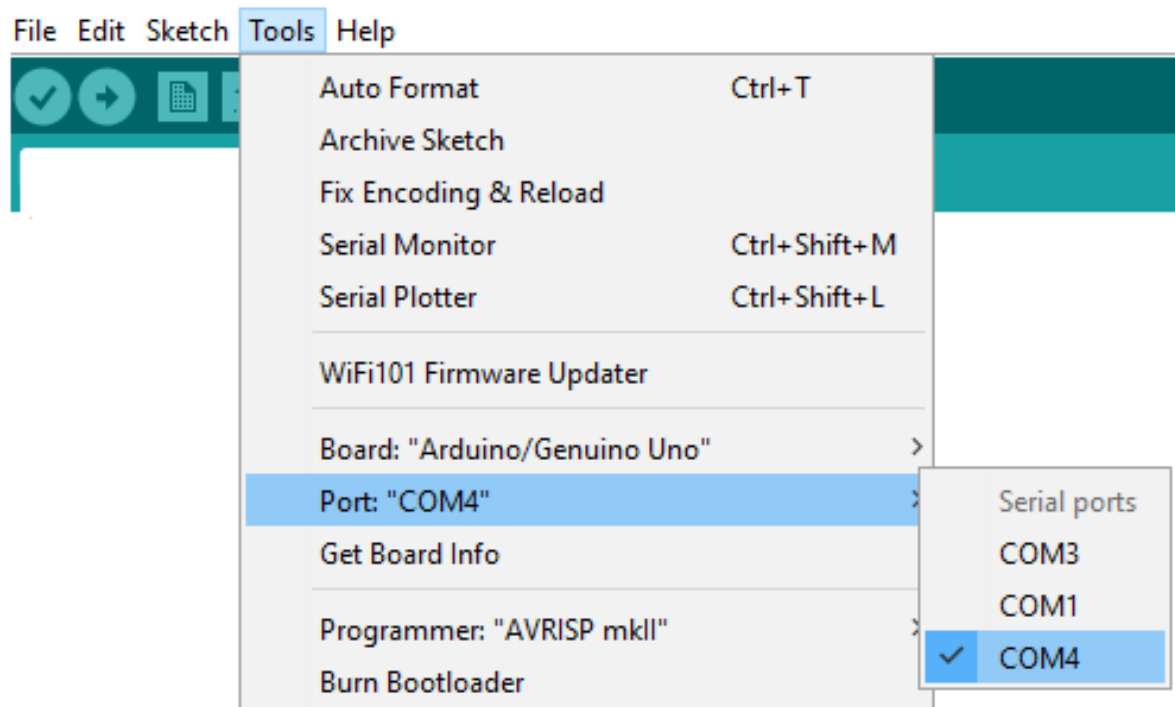 File Edit Sketch Tools Help
Auto Format Ctrl+T
Archive Sketch
Fix Encoding & Reload
Serial Monitor Ctrl+Shift+M
Serial Plotter Ctrl+Shift+L
WiFi101 Firmware Updater
Board: "Arduino/Genuino Uno"
Port: "COM4"
Get Board Info
Programmer: "AVRISP mkII"
Burn Bootloader
Serial ports
COM3
COM1
COM4